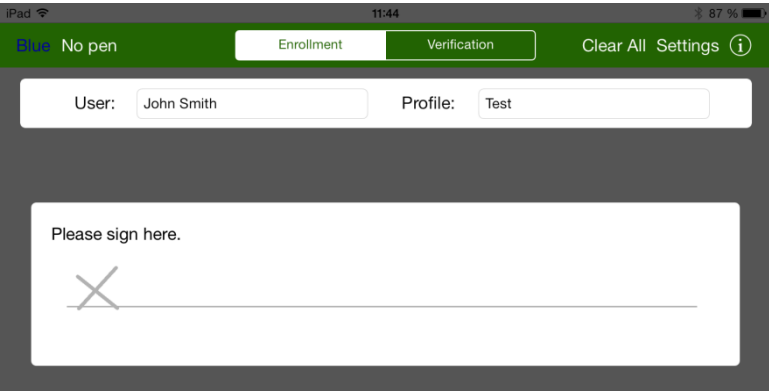 iPad 11:44 87 %
Blue No pen Enrollment Verification Clear All Settings i
User: John Smith Profile: Test
Please sign here.